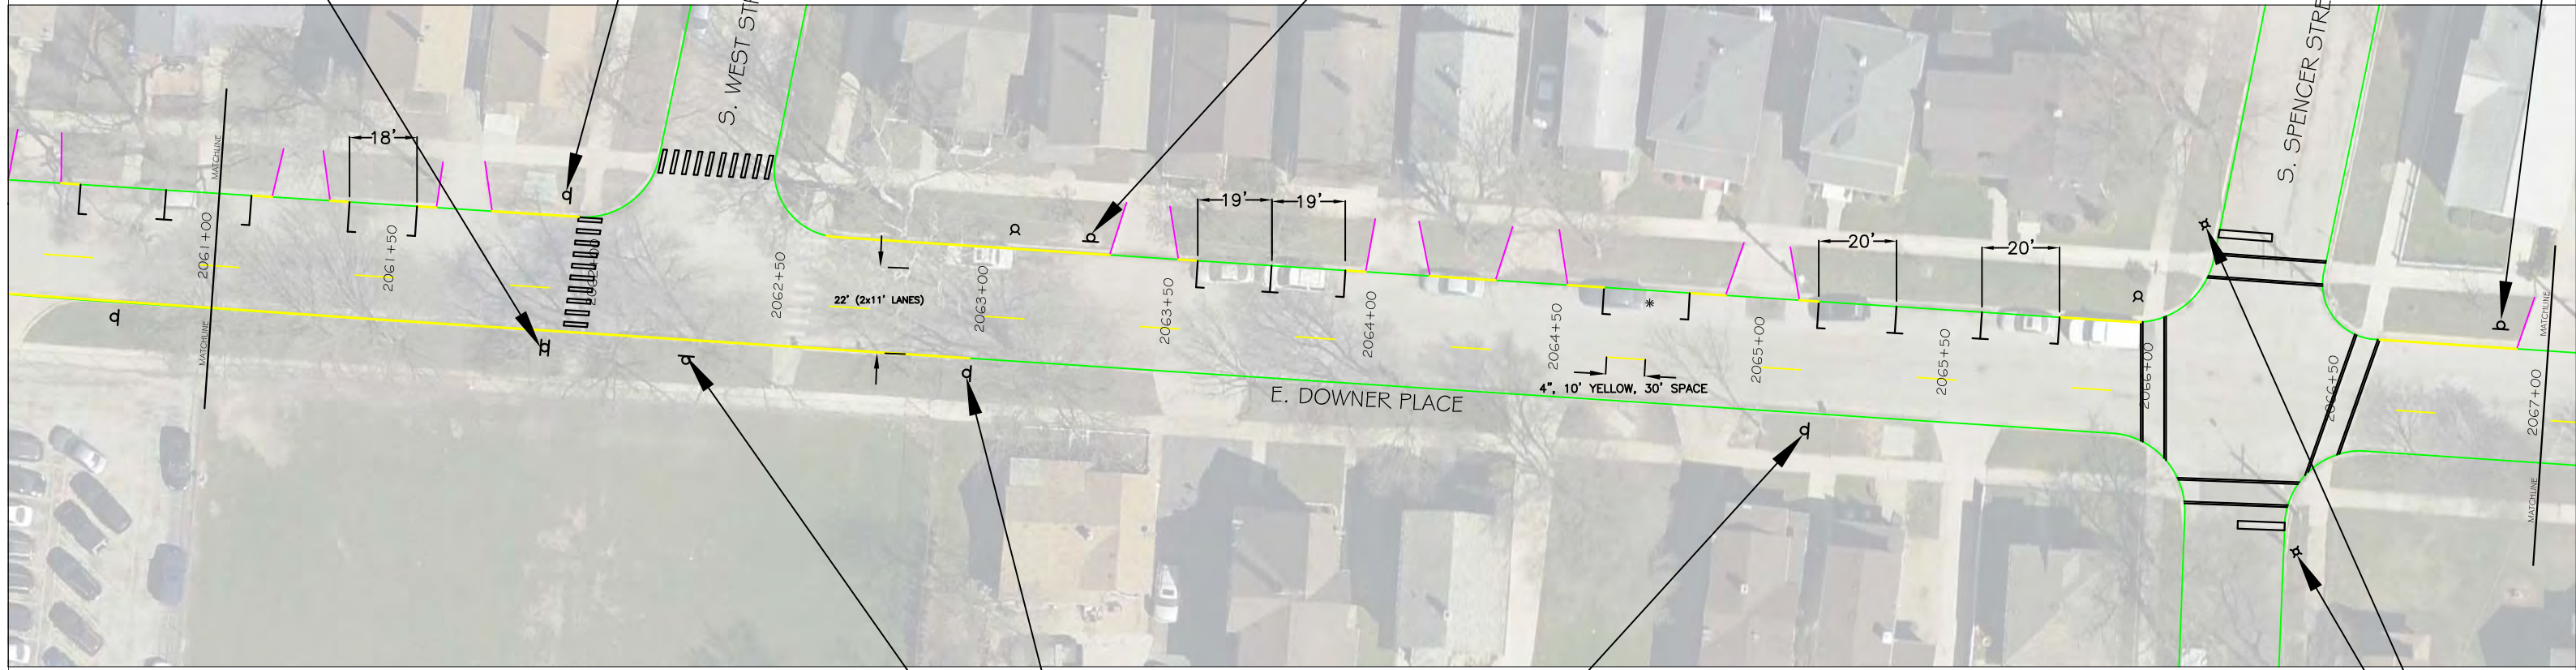 S. WEST STR
S. SPENCER STREE
18'
MATCHLINE
2061+00
2061+50
2062+50
22' (2x11' LANES)
2063+00
2063+50
19'
19'
2064+00
2064+50
*
2065+00
20'
2065+50
20'
2066+00
2066+50
2067+00
MATCHLINE
MATCHLINE
4", 10' YELLOW, 30' SPACE
E. DOWNER PLACE
MATCHLINE